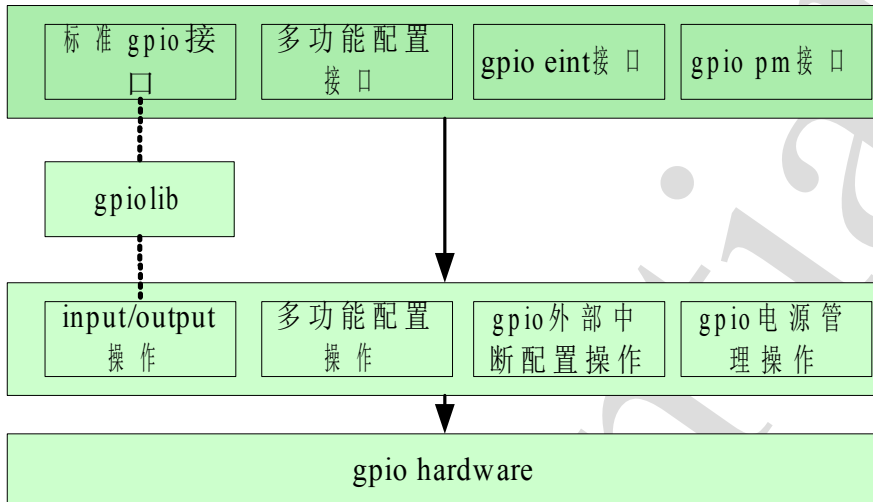 标准 gpio接
口
多功能配置
接口
gpio eint接口
gpio pm接口
gpiolib
input/output
操作
多功能配置
操作
gpio外部中
断配置操作
gpio电源管
理操作
gpio hardware